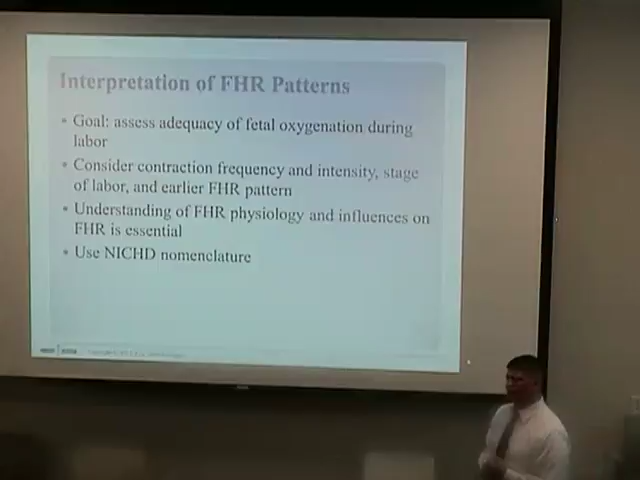 Interpretation of FHR Patterns
• Goal: assess adequacy of fetal oxygenation during
labor
• Consider contraction frequency and intensity, stage
of labor, and earlier FHR pattern
• Understanding of FHR physiology and influences on
FHR is essential
• Use NICHD nomenclature